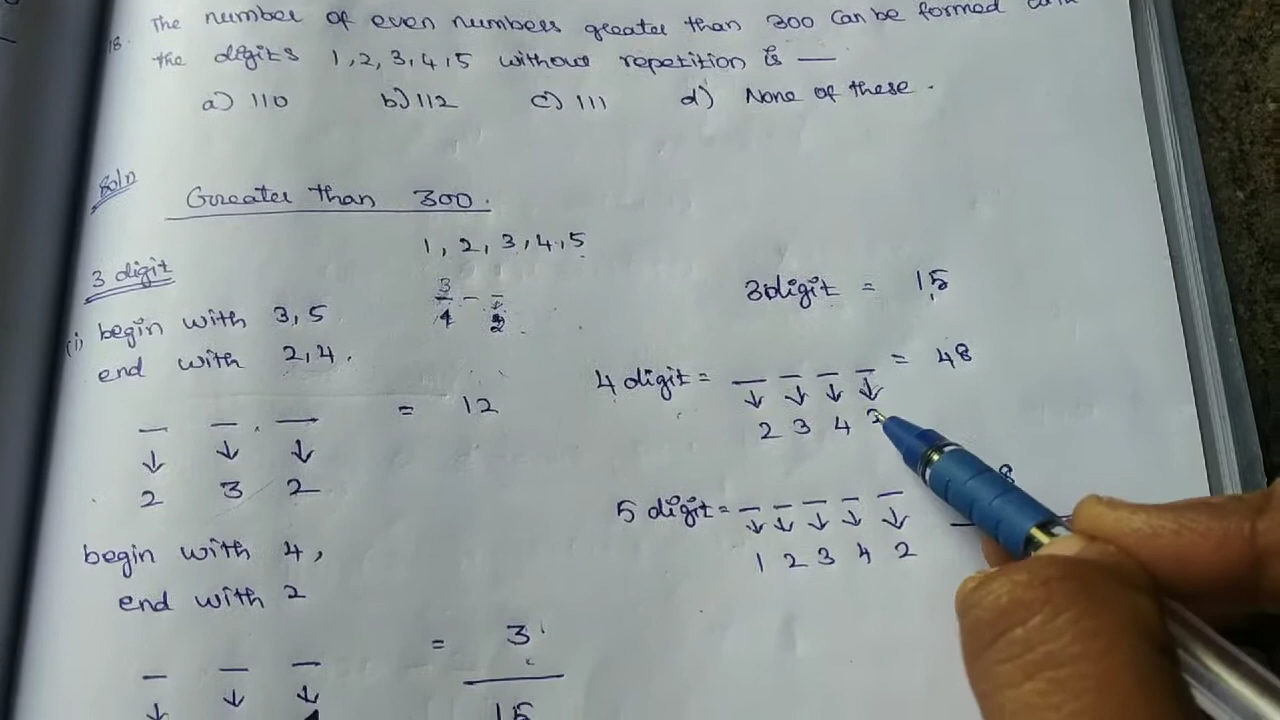 18. The number of even numbers greater than 300 can be formed
the digits 1,2,3,4,5 without repetition is —
a) 110 b) 112 c) 111 d) None of these.
Soln
Greater than 300.
1, 2, 3, 4, 5
3 digit
(i) begin with 3, 5
end with 2, 4.
= 12
2 3 2
begin with 4,
end with 2
= 3
15
3 digit = 15
4 digit = = 48
2 3 4
5 digit =
1 2 3 4 2